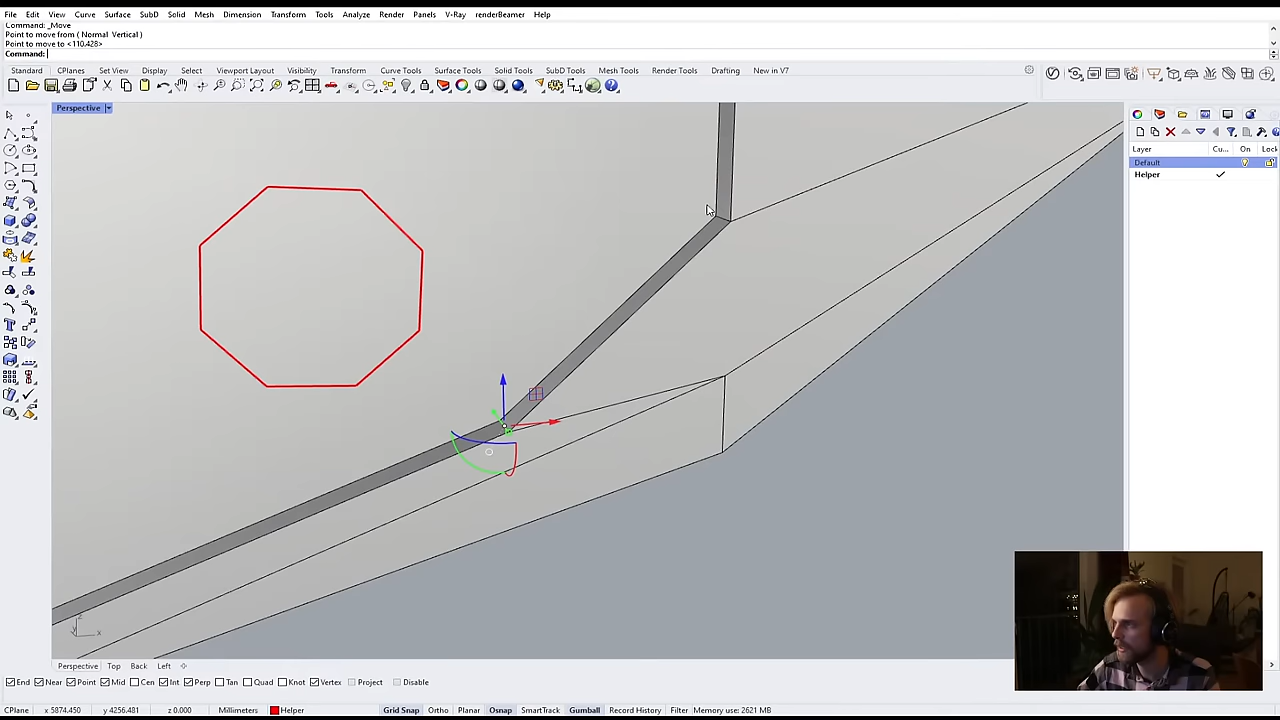 File Edit View Curve Surface SubD Solid Mesh Dimension Transform Tools Analyze Render Panels V-Ray renderBeamer Help
Command: _Move
Point to move from ( Normal Vertical )
Point to move to <110.428>
Command:
Standard CPlanes Set View Display Select Viewport Layout Visibility Transform Curve Tools Surface Tools Solid Tools SubD Tools Mesh Tools Render Tools Drafting New in V7
Perspective
Layer Cu... On Lock
Default
Helper
z
y x
Perspective Top Back Left
End Near Point Mid Cen Int Perp Tan Quad Knot Vertex Project Disable
CPlane x 5874.450 y 4256.481 z 0.000 Millimeters Helper Grid Snap Ortho Planar Osnap SmartTrack Gumball Record History Filter Memory use: 2621 MB